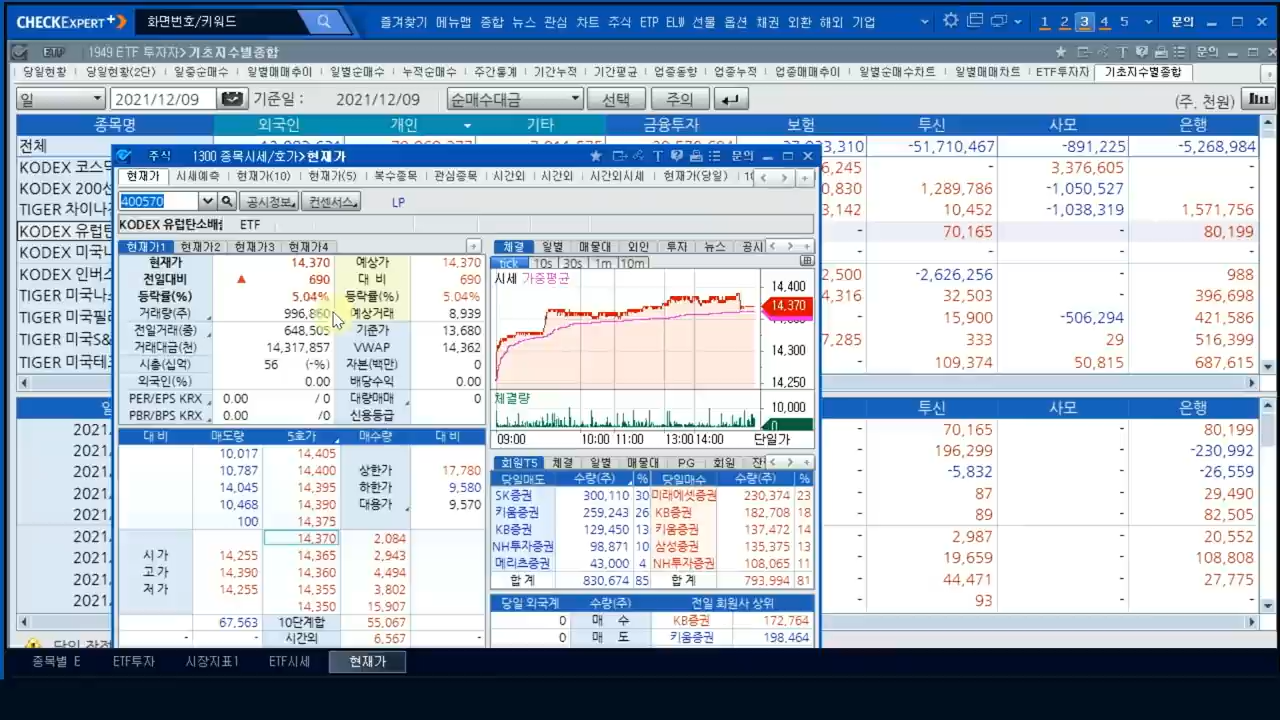 CHECKEXPERT+ 화면번호/키워드 즐겨찾기 메뉴맵 종합 뉴스 관심 차트 주식 ETP ELW 선물 옵션 채권 외환 해외 기업 1 2 3 4 5 문의
ETP 1949 ETF 투자자>기초지수별종합 문의
당일현황 당일현황(2단) 일중순매수 일별매매추이 일별순매수 누적순매수 주간통계 기간누적 기간평균 업종동향 업종누적 업종매매추이 일별순매수차트 일별매매차트 ETF투자자 기초지수별종합
일 2021/12/09 기준일 : 2021/12/09 순매수대금 선택 주의 (주, 천원)
종목명 외국인 개인 기타 금융투자 보험 투신 사모 은행
전체 -51,710,467 -891,225 -5,268,984
KODEX 코스닥 6,245 - 3,376,605 -
KODEX 200선 0,830 1,289,786 -1,050,527 -
TIGER 차이나 3,142 10,452 -1,038,319 1,571,756
KODEX 유럽탄 70,165 - 80,199
KODEX 미국 - - -
KODEX 인버스 2,500 -2,626,256 - 988
TIGER 미국나스 4,316 32,503 - 396,698
TIGER 미국필라 15,900 -506,294 421,586
TIGER 미국S& 7,285 333 29 516,399
TIGER 미국테크 109,374 50,815 687,615
주식 1300 종목시세/호가>현재가 문의
현재가 시세예측 현재가(10) 현재가(5) 복수종목 관심종목 시간외 시간외 시간외시세 현재가(당일)
400570 공시정보 컨센서스 LP
KODEX 유럽탄소배 ETF
현재가1 현재가2 현재가3 현재가4
현재가 14,370 예상가 14,370
전일대비 ▲ 690 대 비 690
등락률(%) 5.04% 등락률(%) 5.04%
거래량(주) 996,860 예상거래 8,939
전일거래(종) 648,505 기준가 13,680
거래대금(천) 14,317,857 VWAP 14,362
시총(십억) 56 (-%) 자본(백만) 0
외국인(%) 0.00 배당수익 0.00
PER/EPS KRX 0.00 / 0 대량매매 0
PBR/BPS KRX 0.00 /0 신용등급
대 비 매도량 5호가 매수량 대 비
10,017 14,405
10,787 14,400 상한가 17,780
14,045 14,395 하한가 9,580
10,468 14,390 대용가 9,570
100 14,375
14,370 2,084
시 가 14,255 14,365 2,943
고 가 14,390 14,360 4,494
저 가 14,255 14,355 3,802
14,350 15,907
67,563 10단계합 55,067
- - 시간외 6,567 -
체결 일별 매물대 외인 투자 뉴스 공시
tick 10s 30s 1m 10m
시세 가중평균
14,400
14,370
14,300
14,250
체결량
10,000
0
09:00 10:00 11:00 13:00 14:00 단일가
회원T5 체결 일별 매물대 PG 회원 잔
당일매도 수량(주) % 당일매수 수량(주) %
SK증권 300,110 30 미래에셋증권 230,374 23
키움증권 259,243 26 KB증권 182,708 18
KB증권 129,450 13 키움증권 137,472 14
NH투자증권 98,871 10 삼성증권 135,375 13
메리츠증권 43,000 4 NH투자증권 108,065 11
합 계 830,674 85 합 계 793,994 81
당일 외국계 수량(주) 전일 회원사 상위
0 매 수 KB증권 172,764
0 매 도 키움증권 198,464
일 투신 사모 은행
2021. - 70,165 - 80,199
2021. - 196,299 - -230,992
2021. - -5,832 - -26,559
2021. - 87 - 29,490
2021. - 89 - 82,505
2021. - 2,987 - 20,552
2021. - 19,659 - 108,808
2021. - 44,471 - 27,775
2021. - 93 -
종목별 E ETF투자 시장지표1 ETF시세 현재가